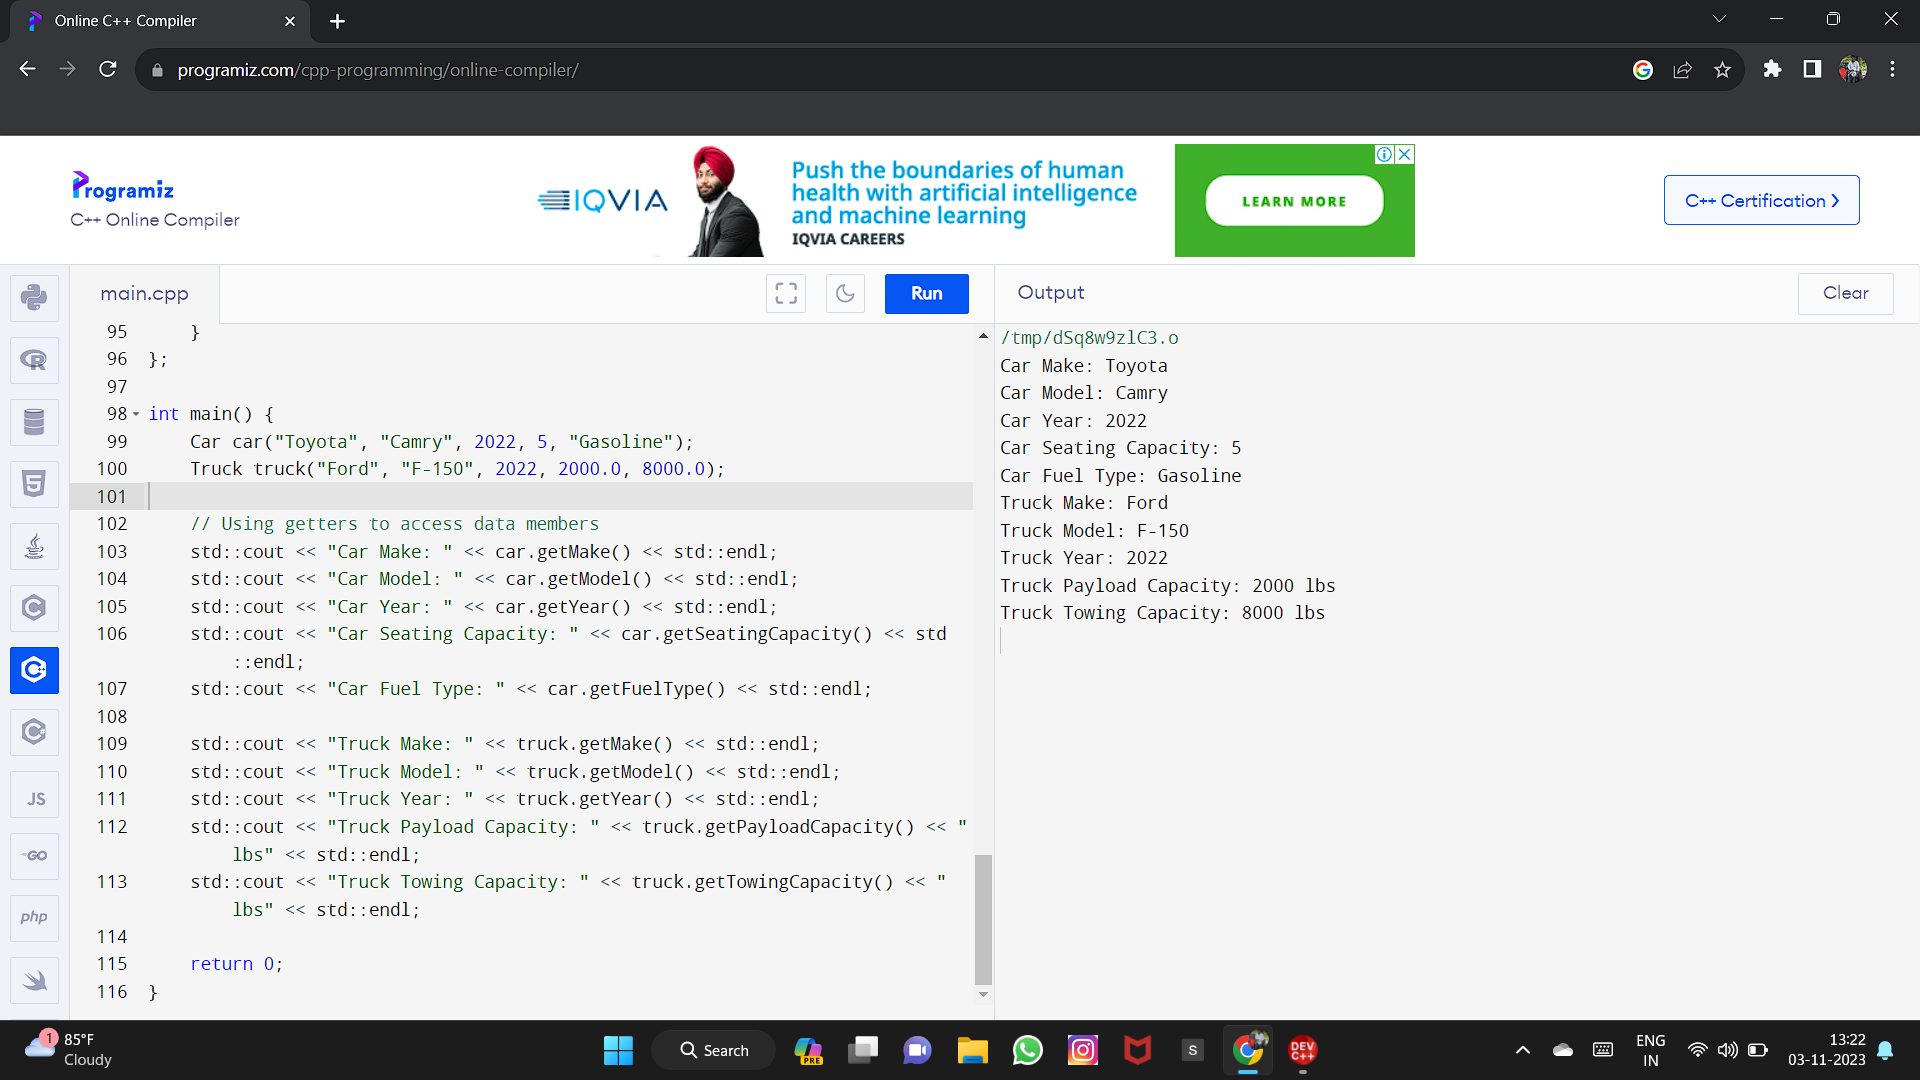 Online C++ Compiler
programiz.com/cpp-programming/online-compiler/
Programiz
C++ Online Compiler
IQVIA
Push the boundaries of human
health with artificial intelligence
and machine learning
IQVIA CAREERS
LEARN MORE
C++ Certification
main.cpp
Run
Output
Clear
95 }
96 };
97
98 int main() {
99 Car car("Toyota", "Camry", 2022, 5, "Gasoline");
100 Truck truck("Ford", "F-150", 2022, 2000.0, 8000.0);
101
102 // Using getters to access data members
103 std::cout << "Car Make: " << car.getMake() << std::endl;
104 std::cout << "Car Model: " << car.getModel() << std::endl;
105 std::cout << "Car Year: " << car.getYear() << std::endl;
106 std::cout << "Car Seating Capacity: " << car.getSeatingCapacity() << std
::endl;
107 std::cout << "Car Fuel Type: " << car.getFuelType() << std::endl;
108
109 std::cout << "Truck Make: " << truck.getMake() << std::endl;
110 std::cout << "Truck Model: " << truck.getModel() << std::endl;
111 std::cout << "Truck Year: " << truck.getYear() << std::endl;
112 std::cout << "Truck Payload Capacity: " << truck.getPayloadCapacity() << "
lbs" << std::endl;
113 std::cout << "Truck Towing Capacity: " << truck.getTowingCapacity() << "
lbs" << std::endl;
114
115 return 0;
116 }
/tmp/dSq8w9zlC3.o
Car Make: Toyota
Car Model: Camry
Car Year: 2022
Car Seating Capacity: 5
Car Fuel Type: Gasoline
Truck Make: Ford
Truck Model: F-150
Truck Year: 2022
Truck Payload Capacity: 2000 lbs
Truck Towing Capacity: 8000 lbs
R
5
C
JS
GO
php
1
85°F
Cloudy
Search
PRE
S
DEV
C++
ENG
IN
13:22
03-11-2023